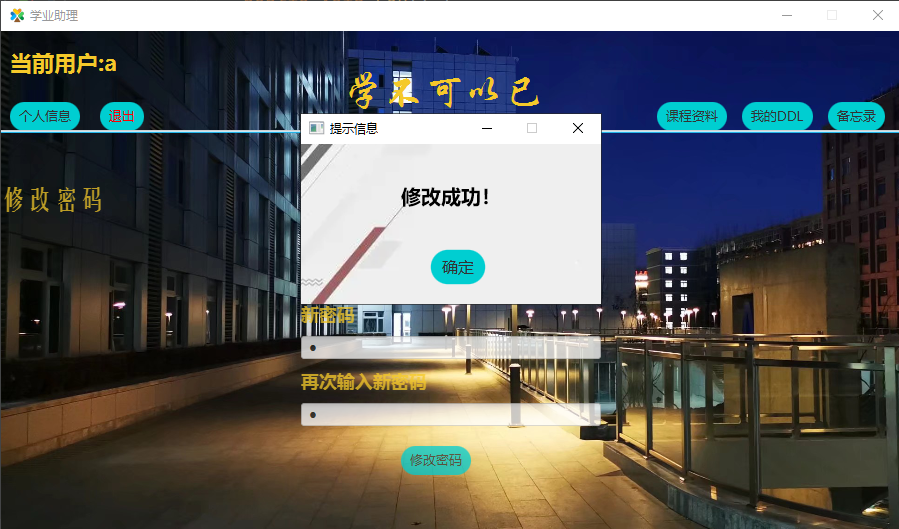 学业助理
当前用户:a
学不可以已
个人信息
退出
课程资料
我的DDL
备忘录
提示信息
修改密码
修改成功！
确定
新密码
再次输入新密码
修改密码